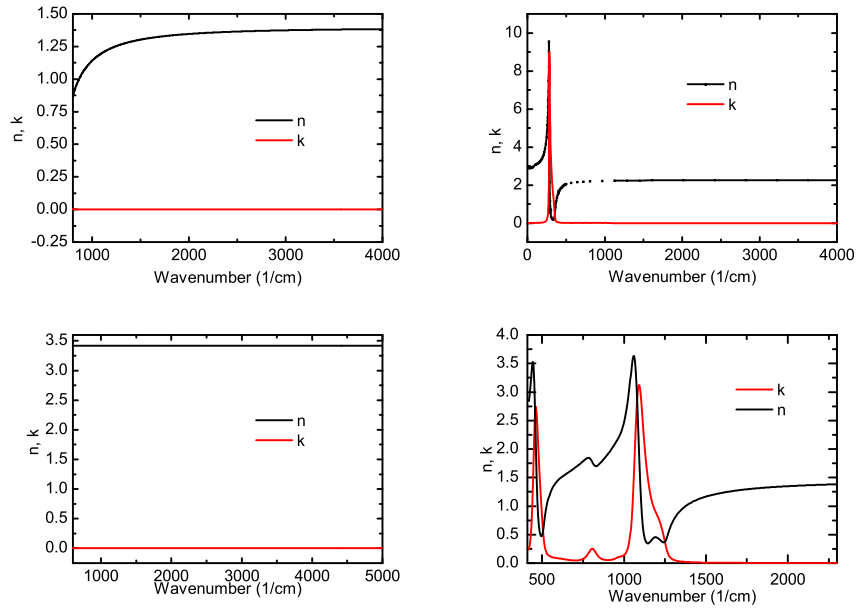 1.50
1.25
1.00
0.75
0.50
0.25
0.00
-0.25
n, k
n
k
1000 2000 3000 4000
Wavenumber (1/cm)
10
8
6
4
2
0
n, k
n
k
0 1000 2000 3000 4000
Wavenumber (1/cm)
3.5
3.0
2.5
2.0
1.5
1.0
0.5
0.0
n, k
n
k
1000 2000 3000 4000 5000
Wavenumber (1/cm)
4.0
3.5
3.0
2.5
2.0
1.5
1.0
0.5
0.0
n, k
k
n
500 1000 1500 2000
Wavenumber (1/cm)